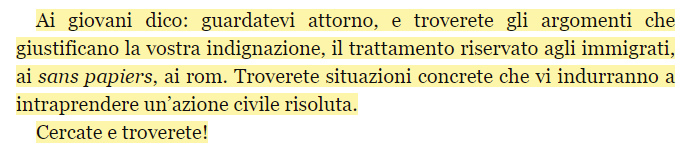 Ai giovani dico: guardatevi attorno, e troverete gli argomenti che
giustificano la vostra indignazione, il trattamento riservato agli immigrati,
ai sans papiers, ai rom. Troverete situazioni concrete che vi indurranno a
intraprendere un’azione civile risoluta.
Cercate e troverete!